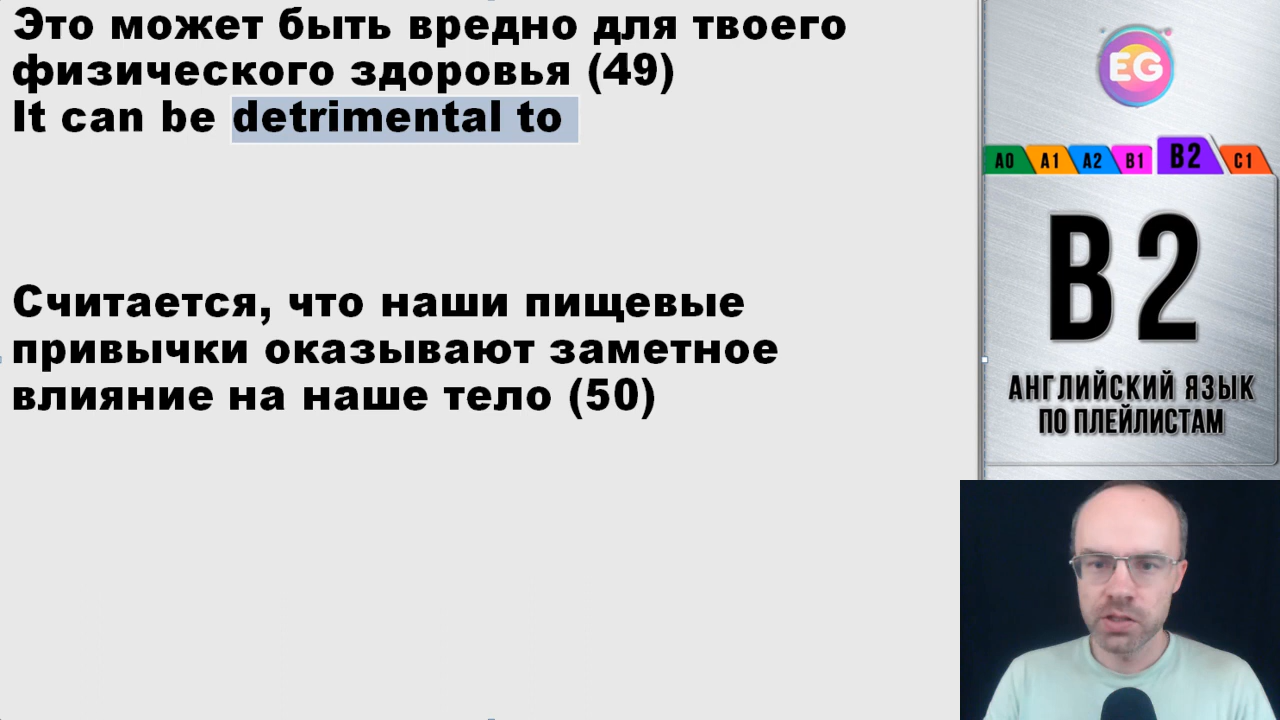 Это может быть вредно для твоего
физического здоровья (49)
It can be detrimental to
Считается, что наши пищевые
привычки оказывают заметное
влияние на наше тело (50)
EG
A0 A1 A2 B1 B2 C1
B2
АНГЛИЙСКИЙ ЯЗЫК
ПО ПЛЕЙЛИСТАМ